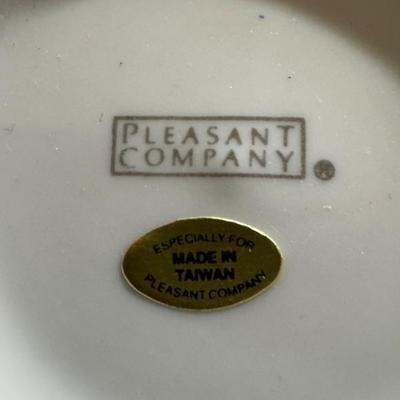 PLEASANT
COMPANY ®
ESPECIALLY FOR
MADE IN
TAIWAN
PLEASANT COMPANY